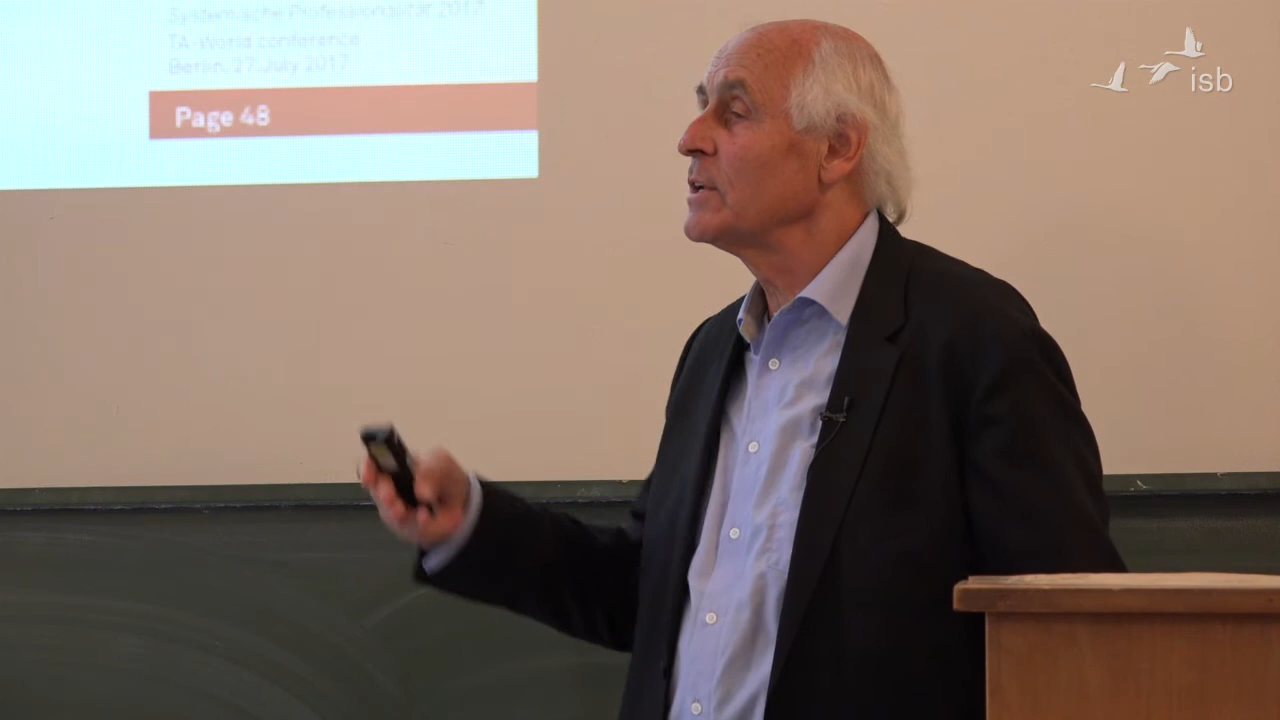 Systemische Professionalität 2017
TA-World conference
Berlin, 27.July 2017
Page 48
isb